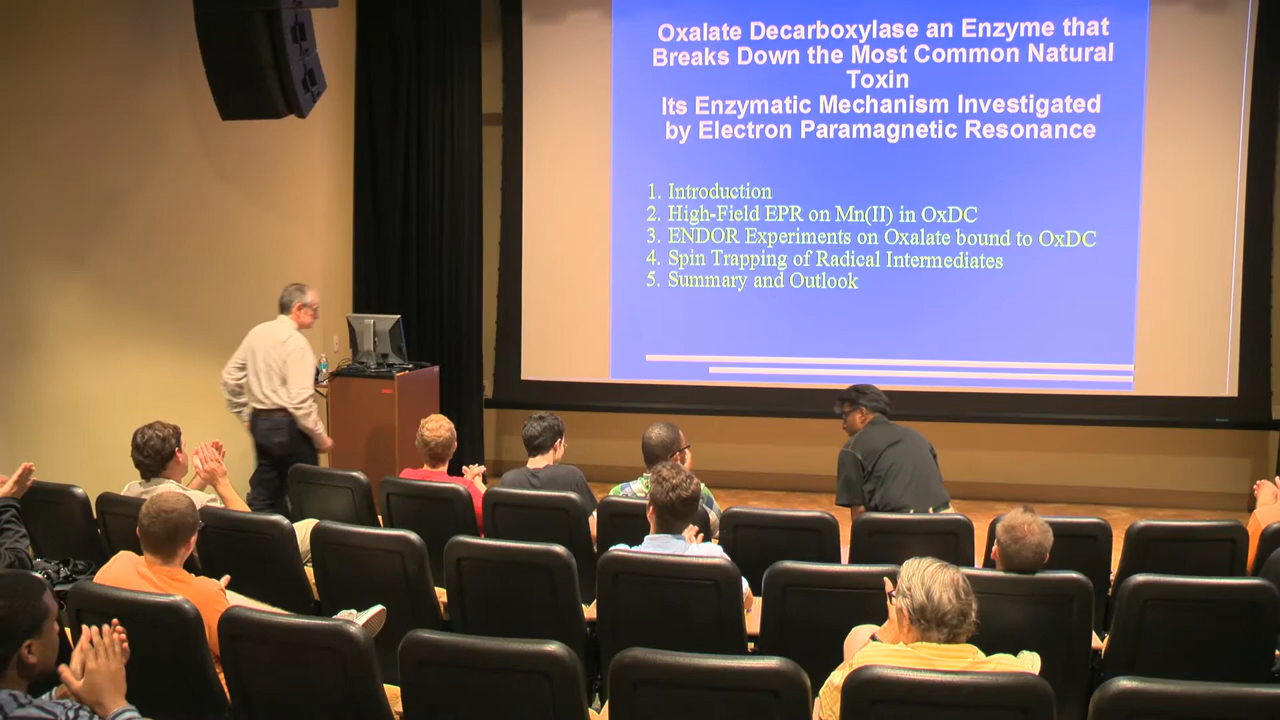 Oxalate Decarboxylase an Enzyme that
Breaks Down the Most Common Natural
Toxin
Its Enzymatic Mechanism Investigated
by Electron Paramagnetic Resonance
1. Introduction
2. High-Field EPR on Mn(II) in OxDC
3. ENDOR Experiments on Oxalate bound to OxDC
4. Spin Trapping of Radical Intermediates
5. Summary and Outlook